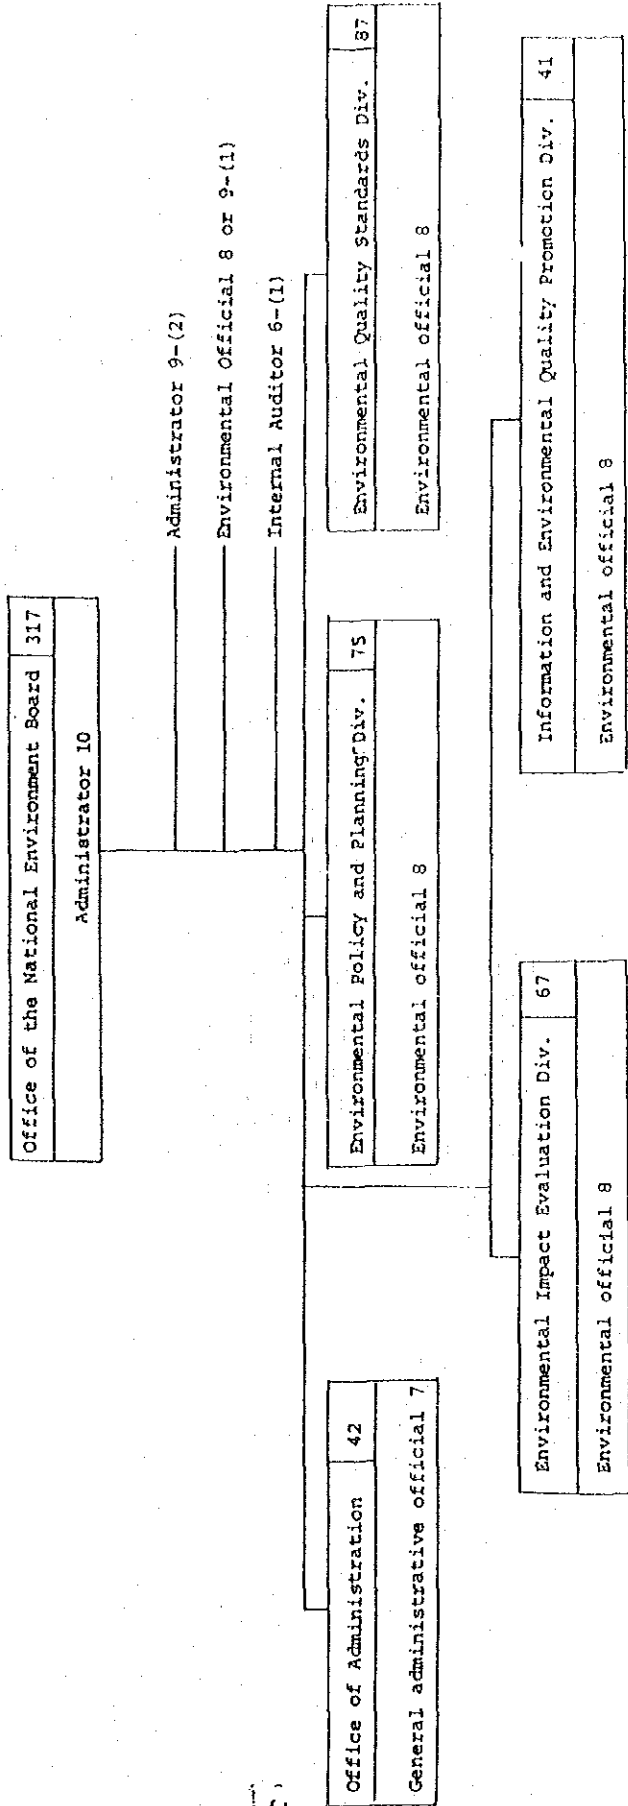 Office of the National Environment Board 317
Administrator 10
Administrator 9-(2)
Environmental Official 8 or 9-(1)
Internal Auditor 6-(1)
Office of Administration 42
General administrative official 7
Environmental Policy and Planning Div. 75
Environmental official 8
Environmental Quality Standards Div. 87
Environmental official 8
Environmental Impact Evaluation Div. 67
Environmental official 8
Information and Environmental Quality Promotion Div. 41
Environmental official 8